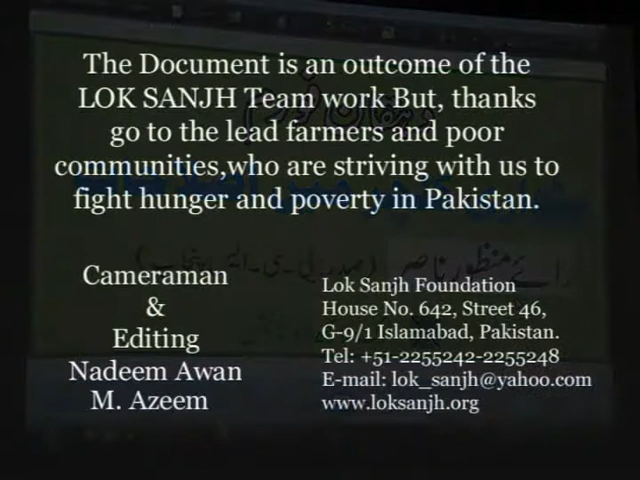 The Document is an outcome of the
LOK SANJH Team work But, thanks
go to the lead farmers and poor
communities,who are striving with us to
fight hunger and poverty in Pakistan.
Cameraman
&
Editing
Nadeem Awan
M. Azeem
Lok Sanjh Foundation
House No. 642, Street 46,
G-9/1 Islamabad, Pakistan.
Tel: +51-2255242-2255248
E-mail: lok_sanjh@yahoo.com
www.loksanjh.org